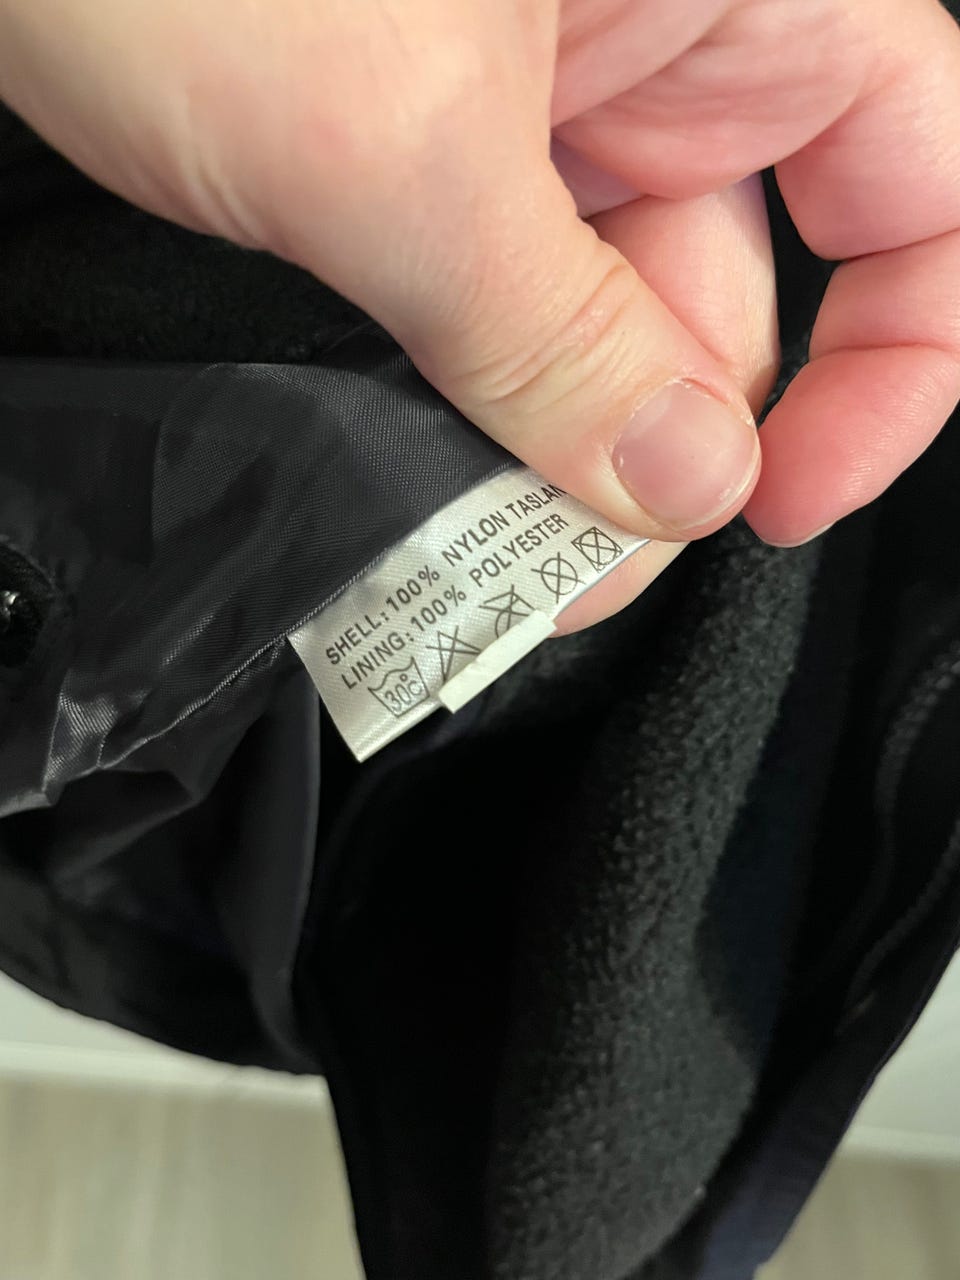 SHELL:100% NYLON TASLAN
LINING:100% POLYESTER
30°C